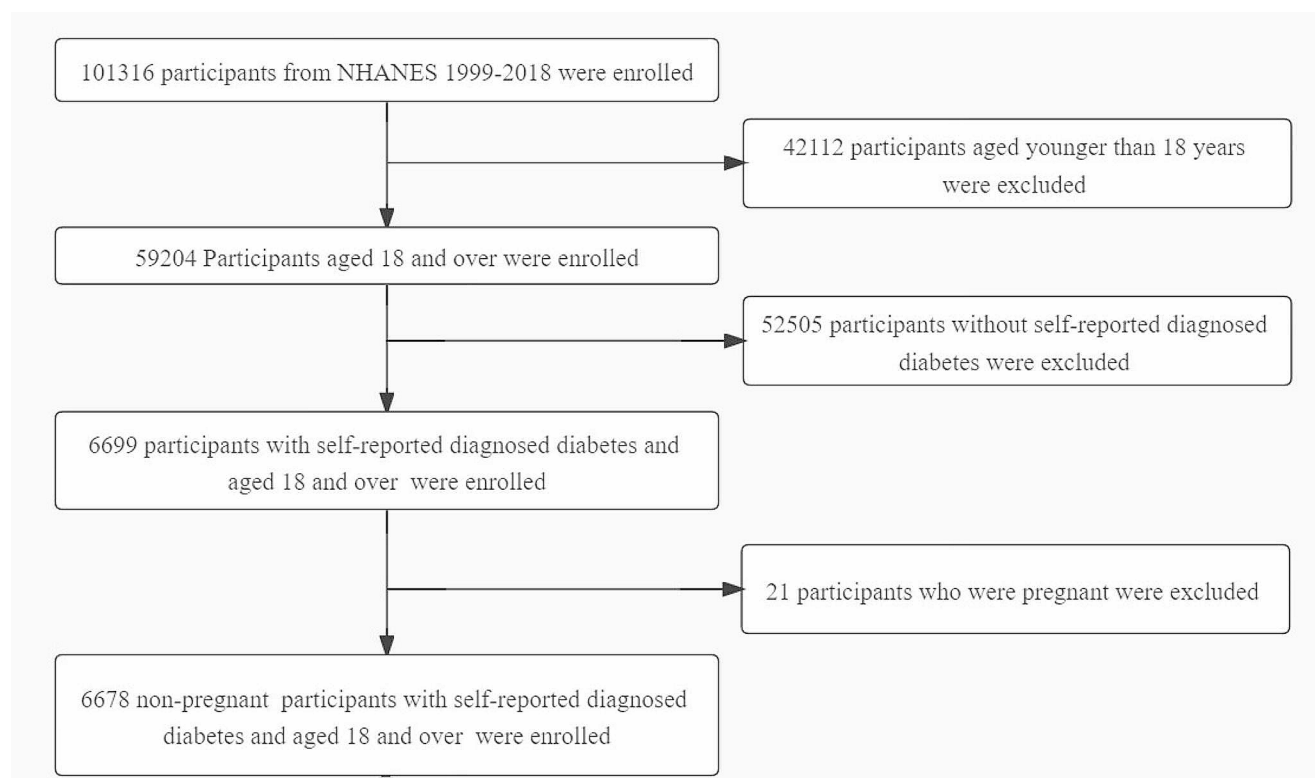 101316 participants from NHANES 1999-2018 were enrolled
42112 participants aged younger than 18 years
were excluded
59204 Participants aged 18 and over were enrolled
52505 participants without self-reported diagnosed
diabetes were excluded
6699 participants with self-reported diagnosed diabetes and
aged 18 and over were enrolled
21 participants who were pregnant were excluded
6678 non-pregnant participants with self-reported diagnosed
diabetes and aged 18 and over were enrolled